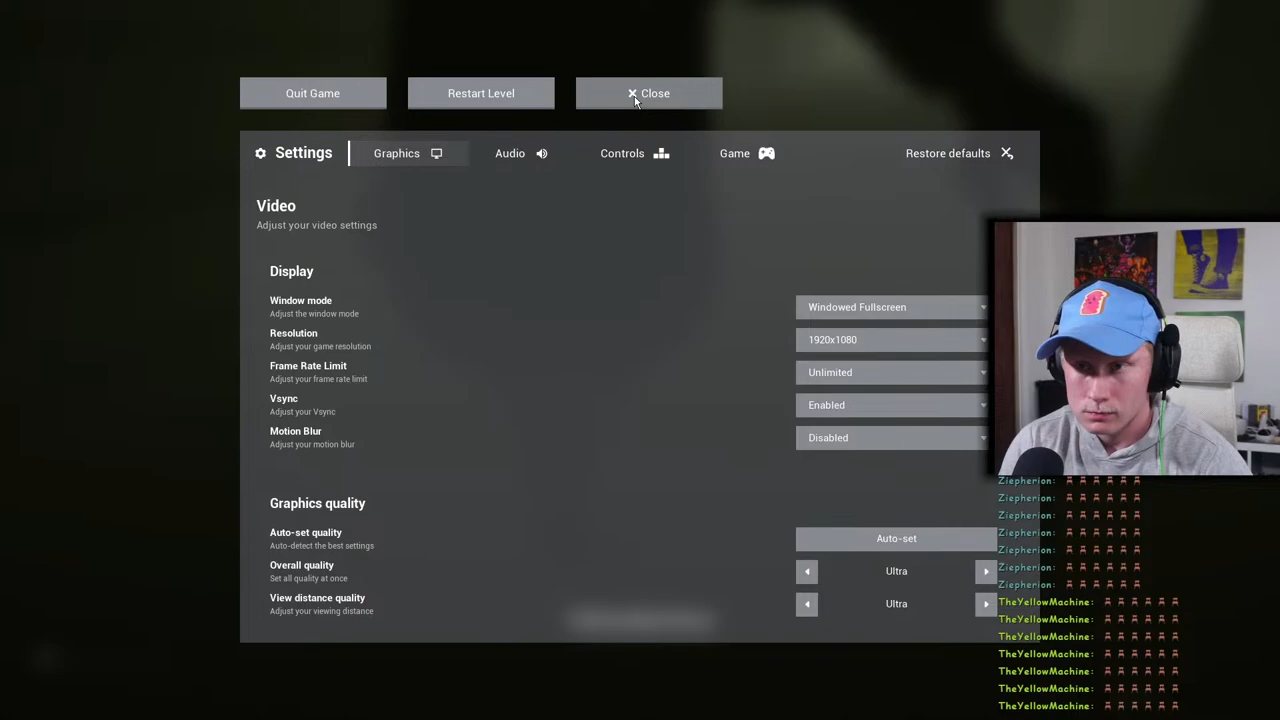 Quit Game
Restart Level
Close
Settings
Graphics
Audio
Controls
Game
Restore defaults
Video
Adjust your video settings
Display
Window mode
Adjust the window mode
Windowed Fullscreen
Resolution
Adjust your game resolution
1920x1080
Frame Rate Limit
Adjust your frame rate limit
Unlimited
Vsync
Adjust your Vsync
Enabled
Motion Blur
Adjust your motion blur
Disabled
Graphics quality
Auto-set quality
Auto-detect the best settings
Auto-set
Overall quality
Set all quality at once
Ultra
View distance quality
Adjust your viewing distance
Ultra
Ziepherion:
Ziepherion:
Ziepherion:
Ziepherion:
Ziepherion:
Ziepherion:
Ziepherion:
TheYellowMachine:
TheYellowMachine:
TheYellowMachine:
TheYellowMachine:
TheYellowMachine:
TheYellowMachine:
TheYellowMachine: